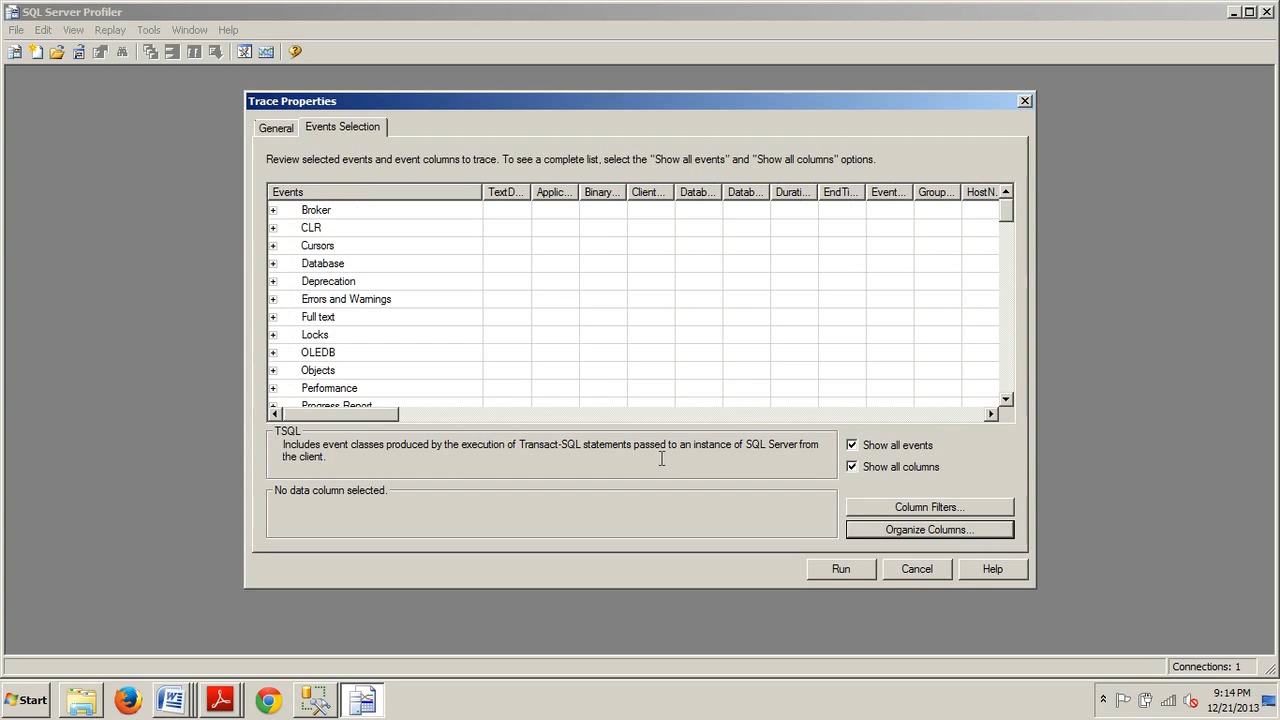 SQL Server Profiler
File Edit View Replay Tools Window Help
Trace Properties
General Events Selection
Review selected events and event columns to trace. To see a complete list, select the "Show all events" and "Show all columns" options.
Events TextD... Applic... Binary... Client... Datab... Datab... Durati... EndTi... Event... Group... HostN.
Broker
CLR
Cursors
Database
Deprecation
Errors and Warnings
Full text
Locks
OLEDB
Objects
Performance
Progress Report
TSQL
Includes event classes produced by the execution of Transact-SQL statements passed to an instance of SQL Server from
the client.
Show all events
Show all columns
No data column selected.
Column Filters...
Organize Columns...
Run Cancel Help
Connections: 1
Start
9:14 PM
12/21/2013